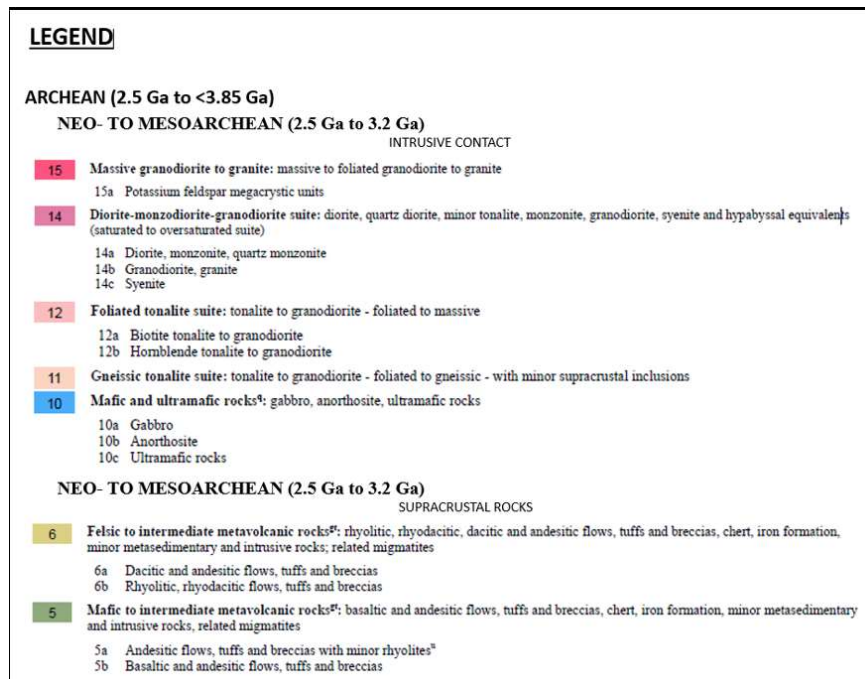 LEGEND
ARCHEAN (2.5 Ga to <3.85 Ga)
NEO- TO MESOARCHEAN (2.5 Ga to 3.2 Ga)
INTRUSIVE CONTACT
15 Massive granodiorite to granite: massive to foliated granodiorite to granite
15a Potassium feldspar megacrystic units
14 Diorite-monzodiorite-granodiorite suite: diorite, quartz diorite, minor tonalite, monzonite, granodiorite, syenite and hypabyssal equivalents
(saturated to oversaturated suite)
14a Diorite, monzonite, quartz monzonite
14b Granodiorite, granite
14c Syenite
12 Foliated tonalite suite: tonalite to granodiorite - foliated to massive
12a Biotite tonalite to granodiorite
12b Hornblende tonalite to granodiorite
11 Gneissic tonalite suite: tonalite to granodiorite - foliated to gneissic - with minor supracrustal inclusions
10 Mafic and ultramafic rocksq: gabbro, anorthosite, ultramafic rocks
10a Gabbro
10b Anorthosite
10c Ultramafic rocks
NEO- TO MESOARCHEAN (2.5 Ga to 3.2 Ga)
SUPRACRUSTAL ROCKS
6 Felsic to intermediate metavolcanic rocksgr: rhyolitic, rhyodacitic, dacitic and andesitic flows, tuffs and breccias, chert, iron formation,
minor metasedimentary and intrusive rocks; related migmatites
6a Dacitic and andesitic flows, tuffs and breccias
6b Rhyolitic, rhyodacitic flows, tuffs and breccias
5 Mafic to intermediate metavolcanic rocksgr: basaltic and andesitic flows, tuffs and breccias, chert, iron formation, minor metasedimentary
and intrusive rocks, related migmatites
5a Andesitic flows, tuffs and breccias with minor rhyolites
5b Basaltic and andesitic flows, tuffs and breccias